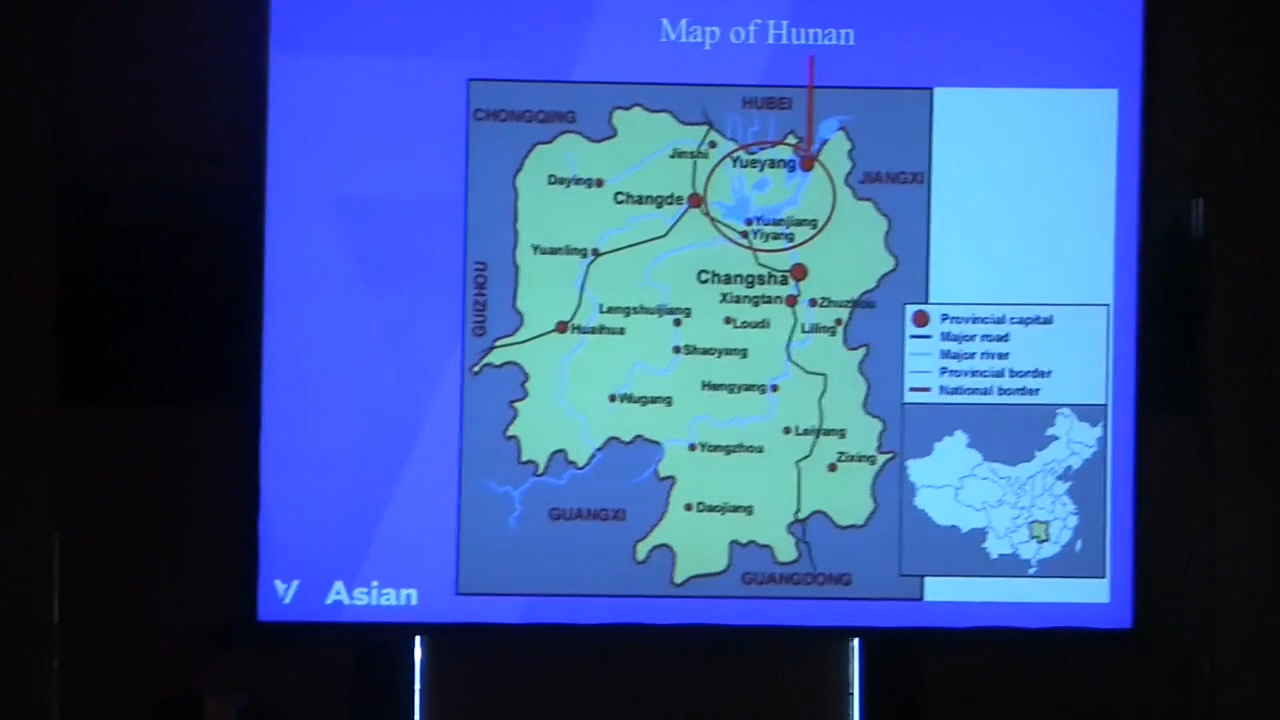 Map of Hunan
HUBEI
CHONGQING
JIANGXI
Jinshi
Yueyang
Daying
Changde
Yuanjiang
Yiyang
Yuanling
Changsha
Xiangtan
Zhuzhou
GUIZHOU
Lengshuijiang
Loudi
Liling
Huaihua
Shaoyang
Hengyang
Wugang
Leiyang
Yongzhou
Zixing
Daojiang
GUANGXI
GUANGDONG
Provincial capital
Major road
Major river
Provincial border
National border
Asian